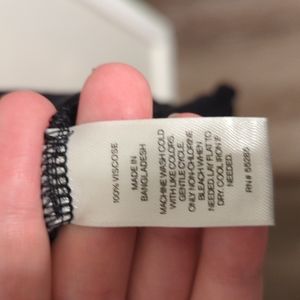 100% VISCOSE
MADE IN
BANGLADESH
MACHINE WASH COLD
WITH LIKE COLORS.
GENTLE CYCLE.
ONLY NON-CHLORINE
BLEACH WHEN
NEEDED. LAY FLAT TO
DRY. COOL IRON IF
NEEDED.
RN# 55285